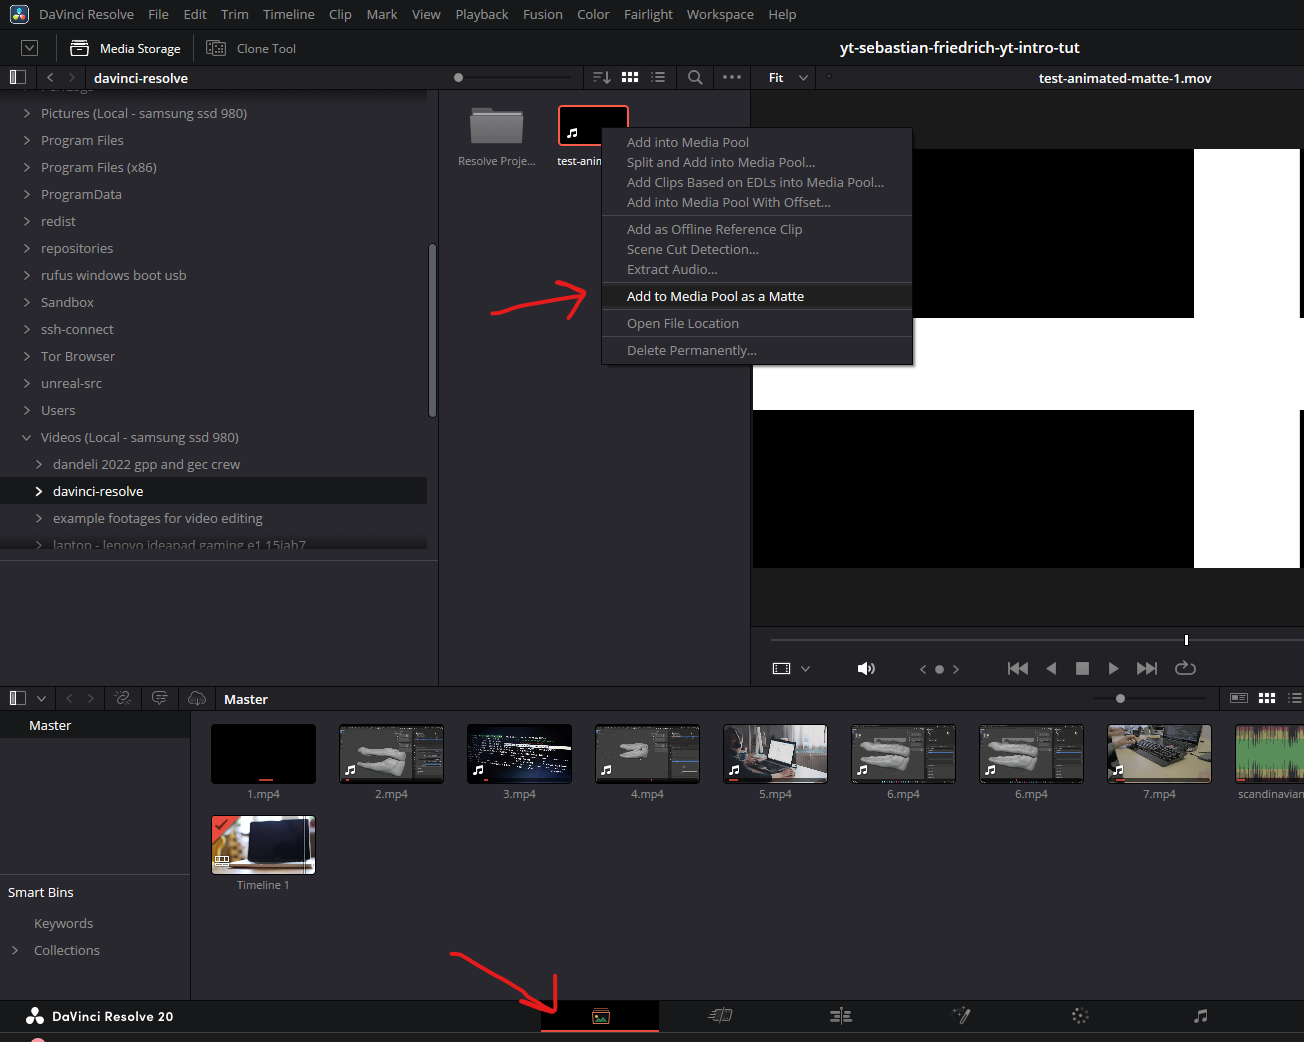 DaVinci Resolve File Edit Trim Timeline Clip Mark View Playback Fusion Color Fairlight Workspace Help
Media Storage Clone Tool yt-sebastian-friedrich-yt-intro-tut
davinci-resolve Fit test-animated-matte-1.mov
Pictures (Local - samsung ssd 980)
Program Files
Program Files (x86)
ProgramData
redist
repositories
rufus windows boot usb
Sandbox
ssh-connect
Tor Browser
unreal-src
Users
Videos (Local - samsung ssd 980)
dandeli 2022 gpp and gec crew
davinci-resolve
example footages for video editing
laptop - lenovo ideapad gaming e1 15iah7
Resolve Proje... test-anim
Add into Media Pool
Split and Add into Media Pool...
Add Clips Based on EDLs into Media Pool...
Add into Media Pool With Offset...
Add as Offline Reference Clip
Scene Cut Detection...
Extract Audio...
Add to Media Pool as a Matte
Open File Location
Delete Permanently...
Master
Master
1.mp4 2.mp4 3.mp4 4.mp4 5.mp4 6.mp4 6.mp4 7.mp4 scandinavian
Timeline 1
Smart Bins
Keywords
Collections
DaVinci Resolve 20